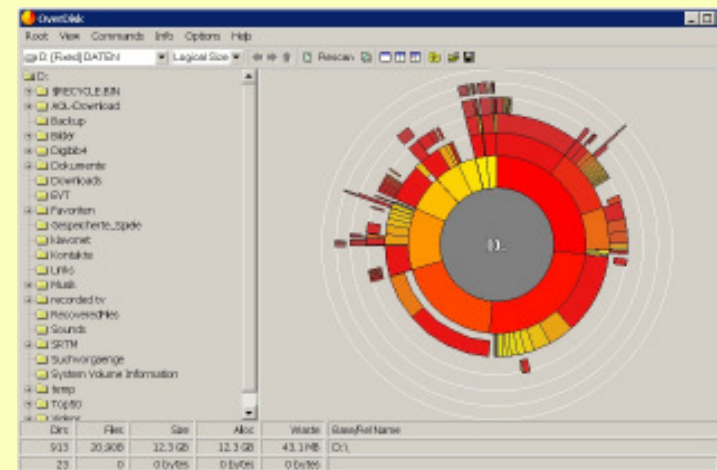 OverDisk
Root View Commands Info Options Help
D: [Fixed] DATEN Logical Size Rescan
D:
$RECYCLE.BIN
AOL-Download
Backup
Bilder
Digibib4
Dokumente
Downloads
EVT
Favoriten
Gespeicherte_Spiele
klavonet
Kontakte
Links
Musik
recorded tv
RecoveredFiles
Sounds
SRTM
Suchvorgaenge
System Volume Information
temp
Top50
Videos
D:
Dirs Files Size Alloc Waste Base/Rel Name
913 20,908 12.3 GB 12.3 GB 43.1 MB D:\
23 0 0 bytes 0 bytes